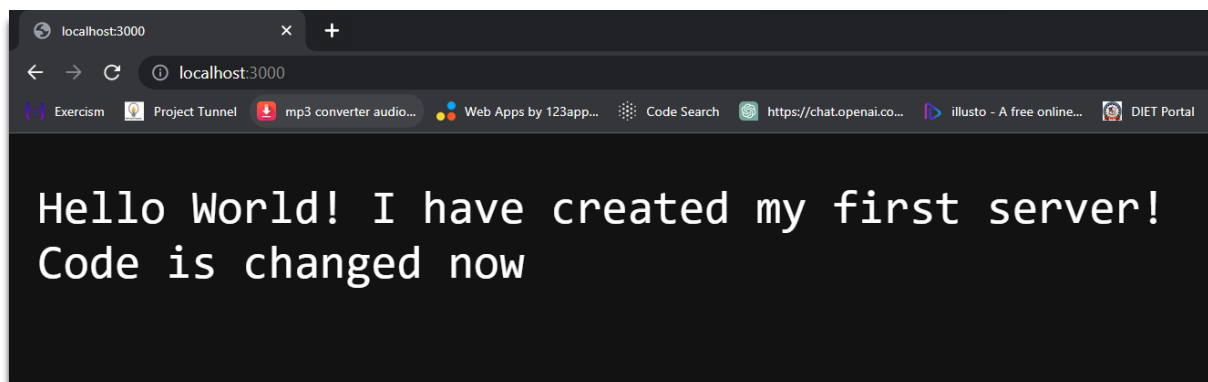 localhost:3000
localhost:3000
Exercism Project Tunnel mp3 converter audio... Web Apps by 123app... Code Search https://chat.openai.co... illusto - A free online... DIET Portal
Hello World! I have created my first server!
Code is changed now